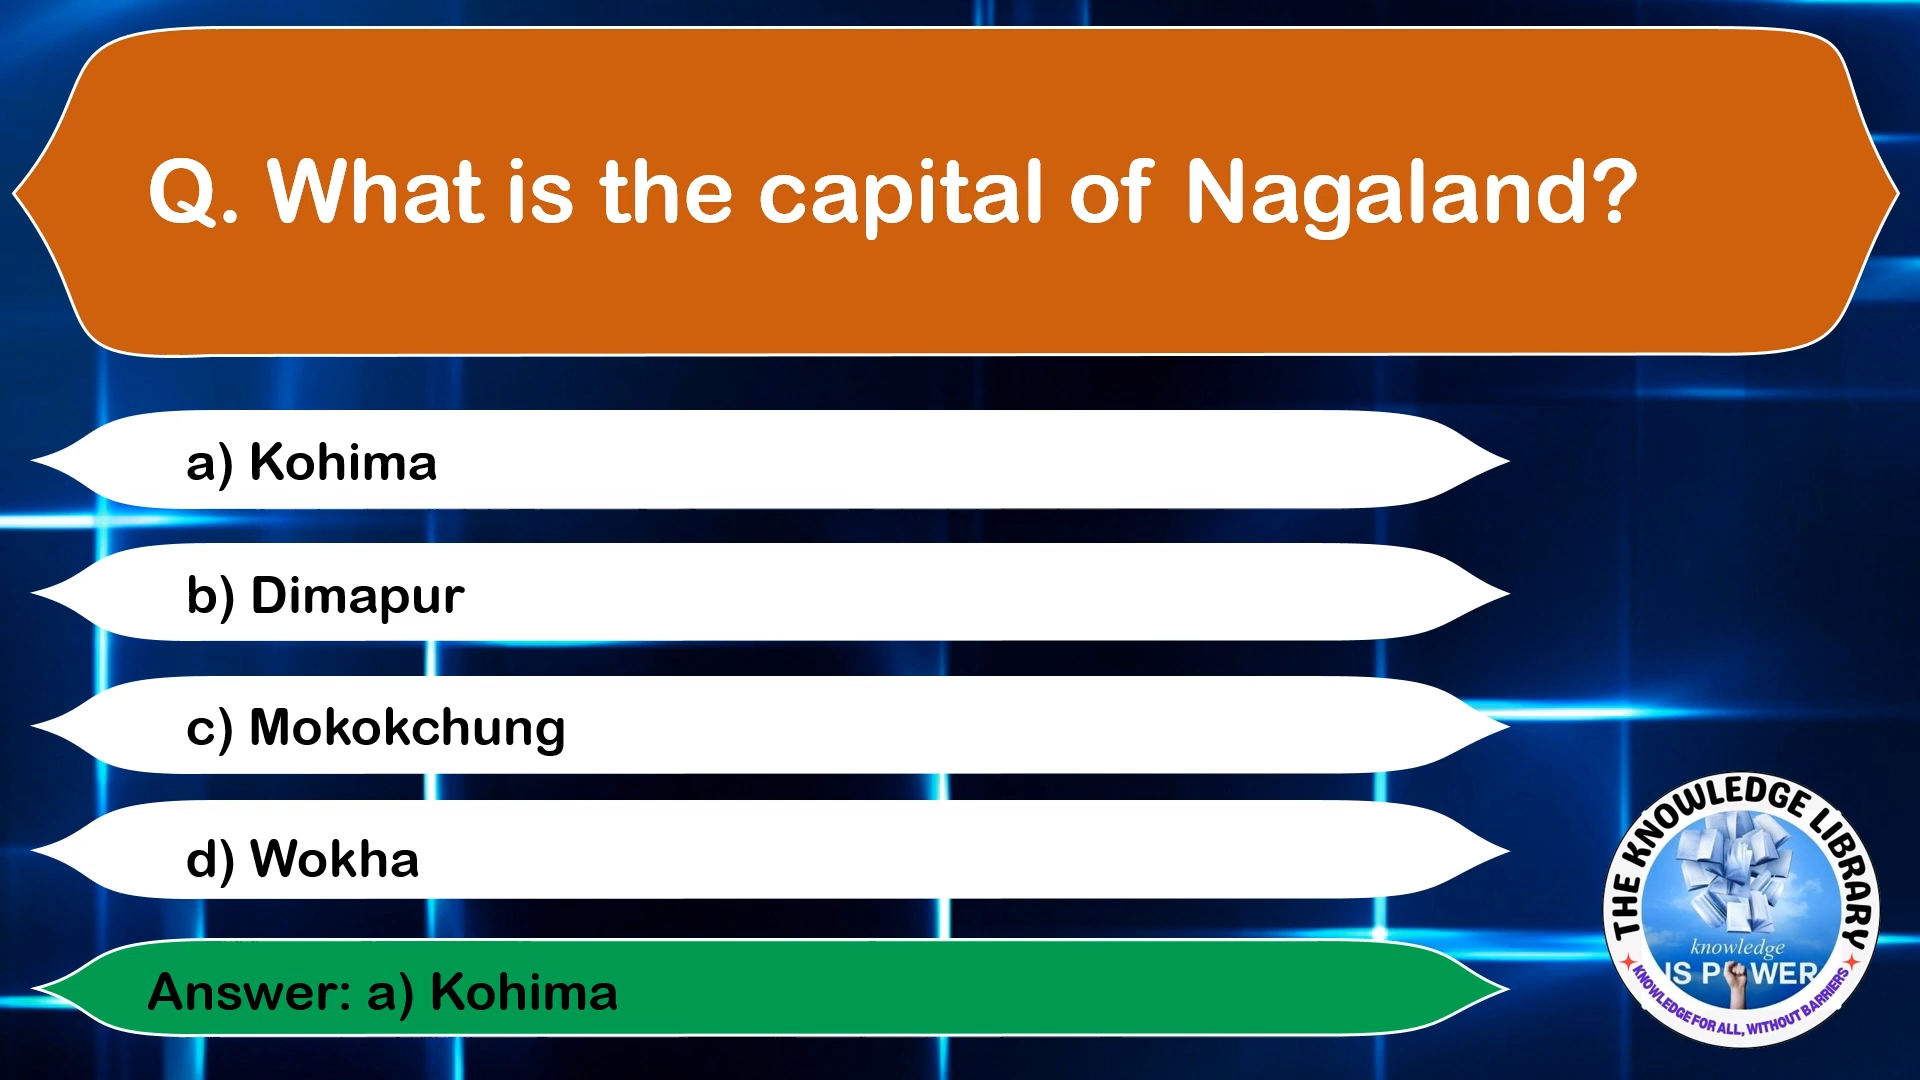 Q. What is the capital of Nagaland?
a) Kohima
b) Dimapur
c) Mokokchung
d) Wokha
Answer: a) Kohima
THE KNOWLEDGE LIBRARY
knowledge
IS POWER
KNOWLEDGE FOR ALL, WITHOUT BARRIERS